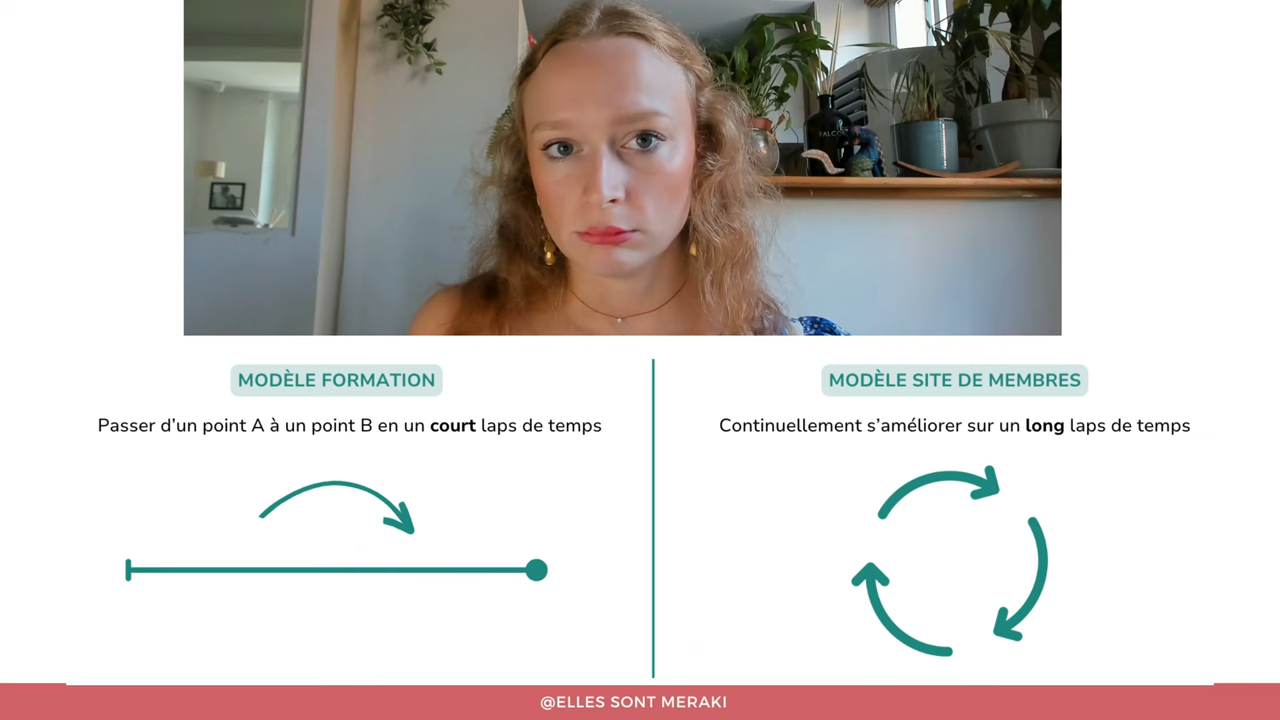 FALCO
MODÈLE FORMATION
Passer d'un point A à un point B en un court laps de temps
MODÈLE SITE DE MEMBRES
Continuellement s'améliorer sur un long laps de temps
@ELLES SONT MERAKI